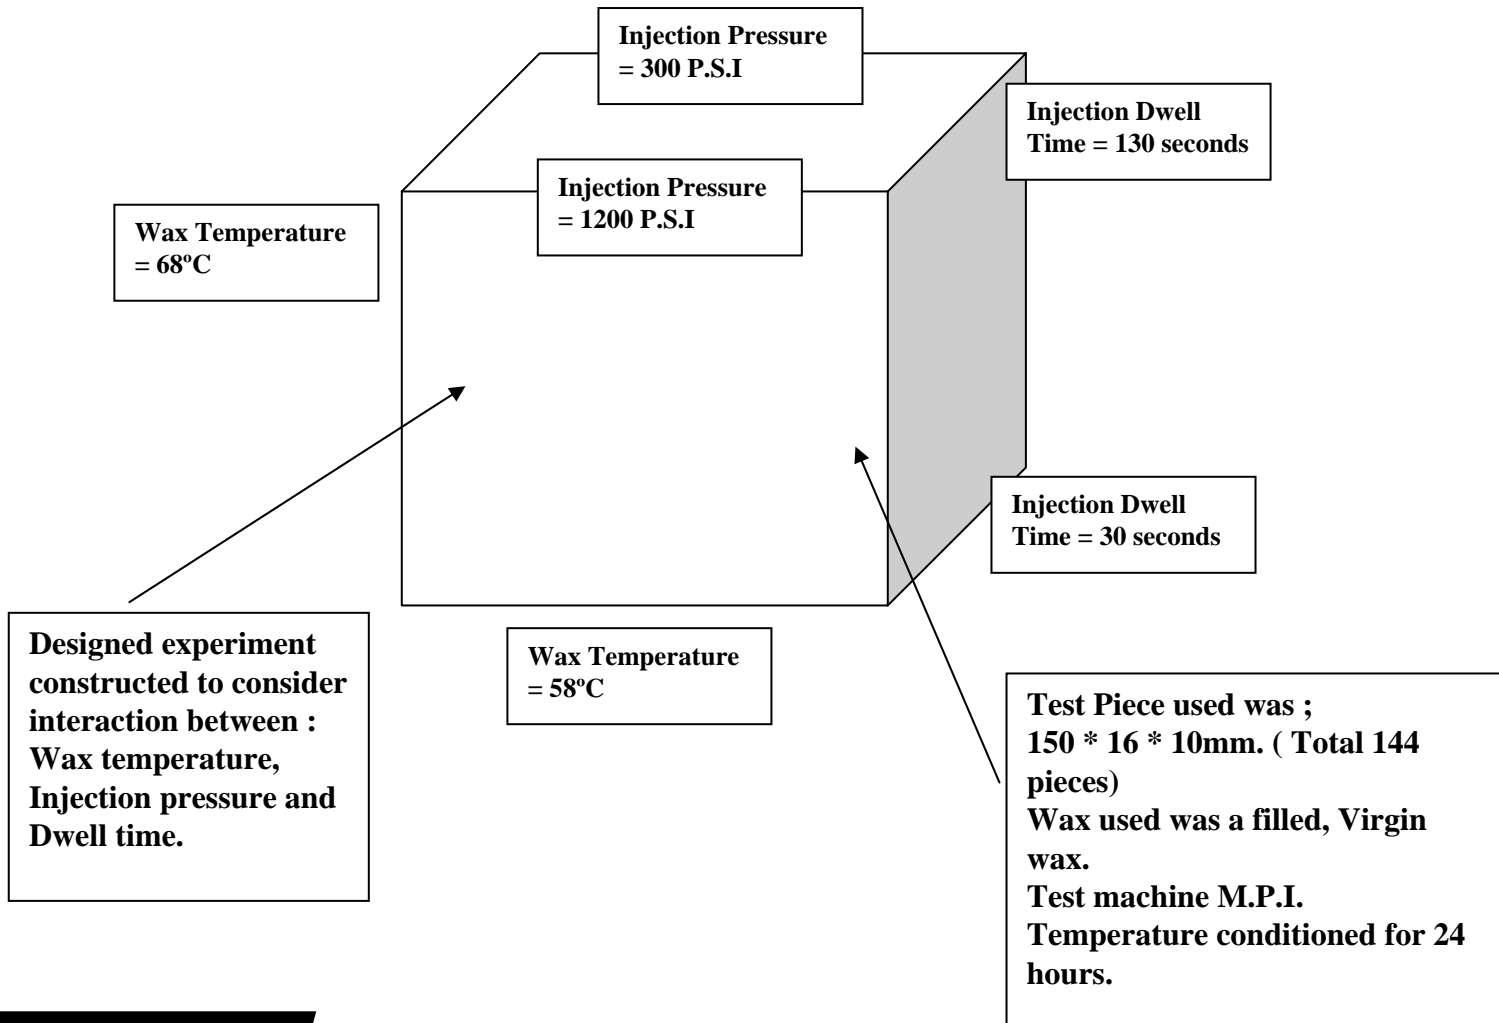 Injection Pressure
= 300 P.S.I
Injection Dwell
Time = 130 seconds
Injection Pressure
= 1200 P.S.I
Wax Temperature
= 68ºC
Injection Dwell
Time = 30 seconds
Designed experiment
constructed to consider
interaction between :
Wax temperature,
Injection pressure and
Dwell time.
Wax Temperature
= 58ºC
Test Piece used was ;
150 * 16 * 10mm. ( Total 144
pieces)
Wax used was a filled, Virgin
wax.
Test machine M.P.I.
Temperature conditioned for 24
hours.